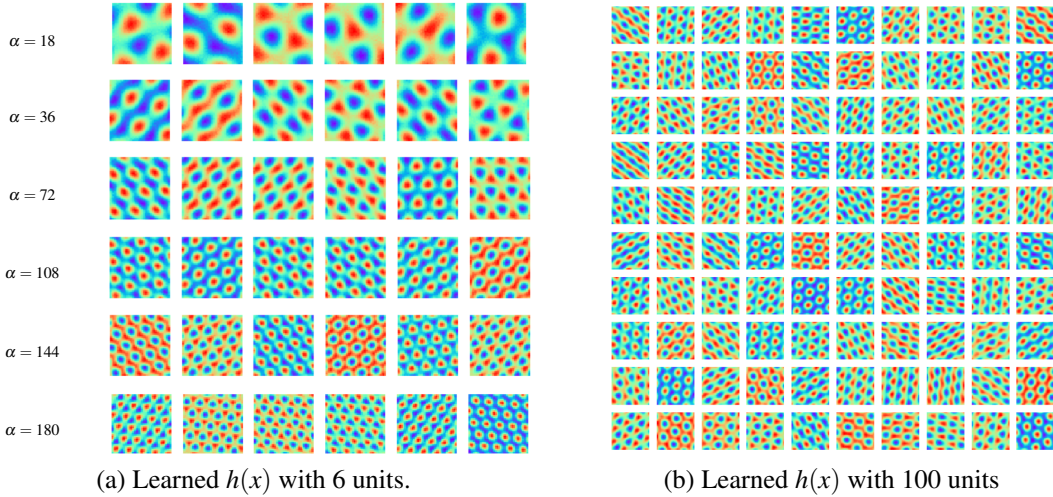 α = 18
α = 36
α = 72
α = 108
α = 144
α = 180
(a) Learned h(x) with 6 units.
(b) Learned h(x) with 100 units